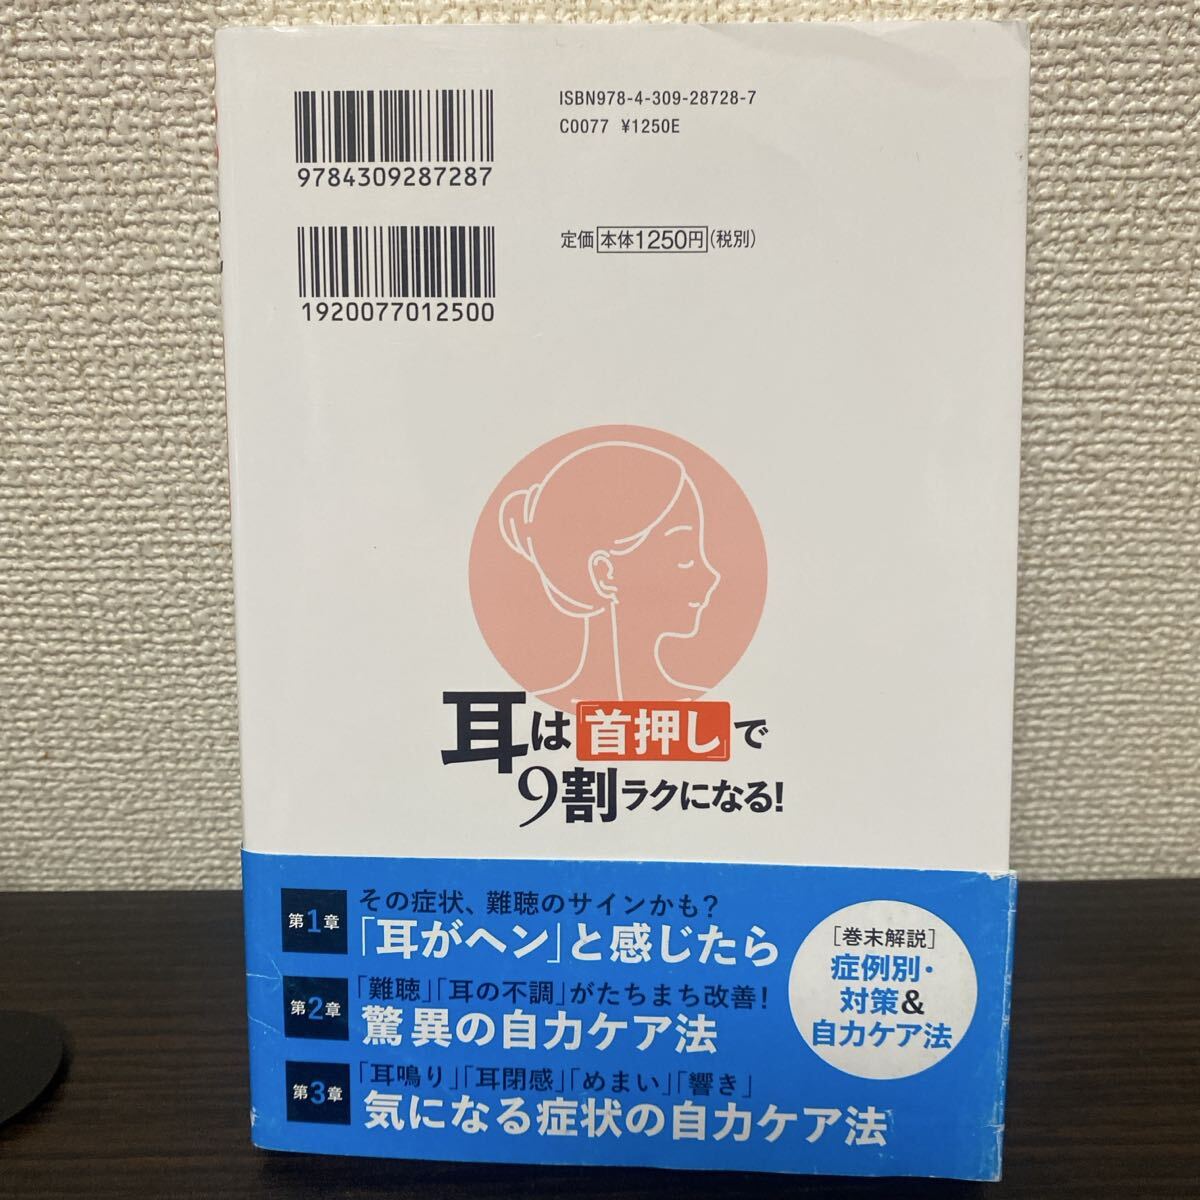 ISBN978-4-309-28728-7
C0077 ¥1250E
9784309287287
定価 本体1250円 (税別)
1920077012500
耳は「首押し」で
9割ラクになる!
第1章
その症状、難聴のサインかも?
「耳がヘン」と感じたら
第2章
「難聴」「耳の不調」がたちまち改善!
驚異の自力ケア法
第3章
「耳鳴り」「耳閉感」「めまい」「響き」
気になる症状の自力ケア法
[巻末解説]
症例別・
対策&
自力ケア法